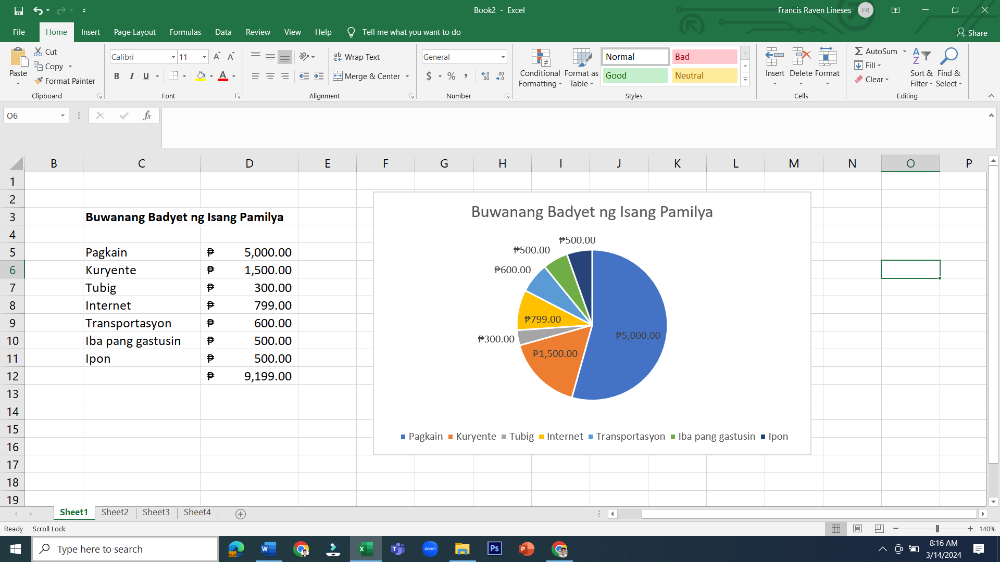 Book2 - Excel
Francis Raven Lineses FR
File Home Insert Page Layout Formulas Data Review View Help Tell me what you want to do
Share
Paste
Cut
Copy
Format Painter
Clipboard
Calibri 11
B I U
Font
Wrap Text
Merge & Center
Alignment
General
$ % ,
Number
Conditional Formatting
Format as Table
Normal Bad
Good Neutral
Styles
Insert Delete Format
Cells
AutoSum
Fill
Clear
Sort & Filter
Find & Select
Editing
O6
fx
B C D E F G H I J K L M N O P
1
2
3 Buwanang Badyet ng Isang Pamilya
4
5 Pagkain ₱ 5,000.00
6 Kuryente ₱ 1,500.00
7 Tubig ₱ 300.00
8 Internet ₱ 799.00
9 Transportasyon ₱ 600.00
10 Iba pang gastusin ₱ 500.00
11 Ipon ₱ 500.00
12 ₱ 9,199.00
13
14
15
16
17
18
19
Buwanang Badyet ng Isang Pamilya
₱500.00
₱500.00
₱600.00
₱799.00
₱300.00
₱5,000.00
₱1,500.00
Pagkain Kuryente Tubig Internet Transportasyon Iba pang gastusin Ipon
Sheet1 Sheet2 Sheet3 Sheet4
Ready Scroll Lock
140%
Type here to search
zoom
Ps
8:16 AM
3/14/2024